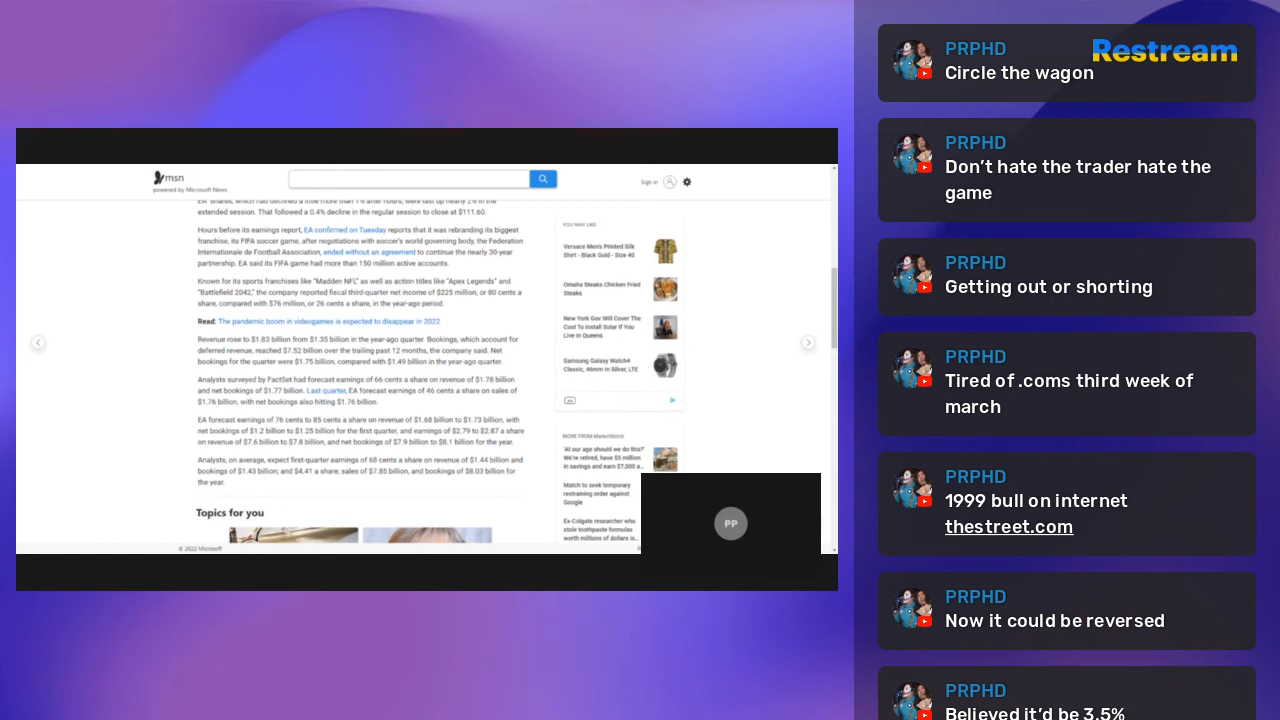 msn
powered by Microsoft News
Sign in
EA shares, which had declined a little more than 1% after hours, were last up nearly 2% in the
extended session. That followed a 0.4% decline in the regular session to close at $111.60.
Hours before its earnings report, EA confirmed on Tuesday reports that it was rebranding its biggest
franchise, its FIFA soccer game, after negotiations with soccer's world governing body, the Federation
Internationale de Football Association, ended without an agreement to continue the nearly 30-year
partnership. EA said its FIFA game had more than 150 million active accounts.
Known for its sports franchises like "Madden NFL" as well as action titles like "Apex Legends" and
"Battlefield 2042," the company reported fiscal third-quarter net income of $225 million, or 80 cents a
share, compared with $76 million, or 26 cents a share, in the year-ago period.
Read: The pandemic boom in videogames is expected to disappear in 2022
Revenue rose to $1.83 billion from $1.35 billion in the year-ago quarter. Bookings, which account for
deferred revenue, reached $7.52 billion over the trailing past 12 months, the company said. Net
bookings for the quarter were $1.75 billion, compared with $1.49 billion in the year-ago quarter.
Analysts surveyed by FactSet had forecast earnings of 66 cents a share on revenue of $1.78 billion
and net bookings of $1.77 billion. Last quarter, EA forecast earnings of 46 cents a share on sales of
$1.76 billion, with net bookings also hitting $1.76 billion.
EA forecast earnings of 76 cents to 85 cents a share on revenue of $1.68 billion to $1.73 billion, with
net bookings of $1.2 billion to $1.25 billion for the first quarter, and earnings of $2.79 to $2.87 a share
on revenue of $7.6 billion to $7.8 billion, and net bookings of $7.9 billion to $8.1 billion for the year.
Analysts, on average, expect first-quarter earnings of 68 cents a share on revenue of $1.44 billion and
bookings of $1.43 billion; and $4.41 a share, sales of $7.85 billion, and bookings of $8.03 billion for
the year.
Topics for you
© 2022 Microsoft
YOU MAY LIKE
Versace Men's Printed Silk
Shirt - Black Gold - Size 40
Omaha Steaks Chicken Fried
Steaks
New York Gov Will Cover The
Cost To Install Solar If You
Live In Queens
Samsung Galaxy Watch4
Classic, 46mm in Silver, LTE
Ad
MORE FROM MarketWatch
'At our age should we do this?'
We're retired, have $5 million
in savings and earn $7,000 a...
Match to seek temporary
restraining order against
Google
Ex-Colgate researcher who
stole toothpaste formulas
worth millions of dollars is...
PP
Restream
PRPHD
Circle the wagon
PRPHD
Don't hate the trader hate the
game
PRPHD
Getting out or shorting
PRPHD
Tired of running the dwac or
march
PRPHD
1999 bull on internet
thestreet.com
PRPHD
Now it could be reversed
PRPHD
Believed it'd be 3.5%